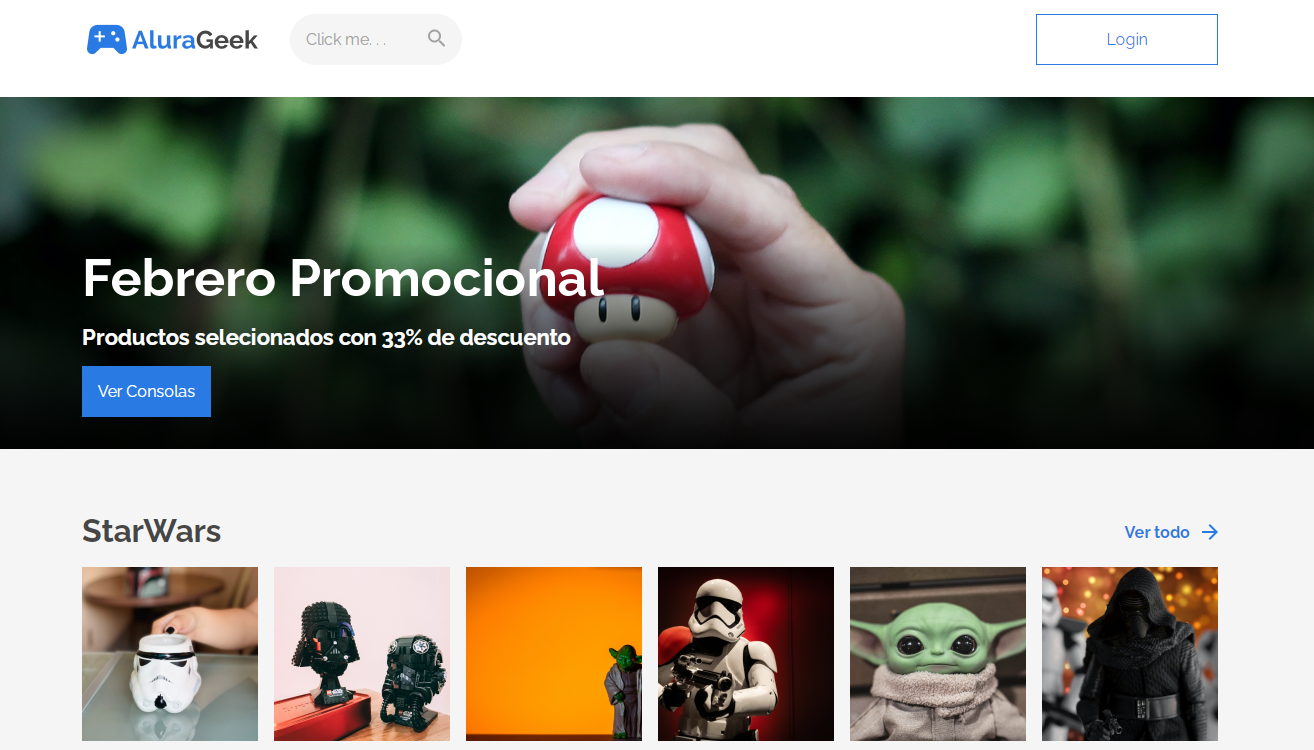 AluraGeek
Click me. . .
Login
Febrero Promocional
Productos selecionados con 33% de descuento
Ver Consolas
StarWars
Ver todo